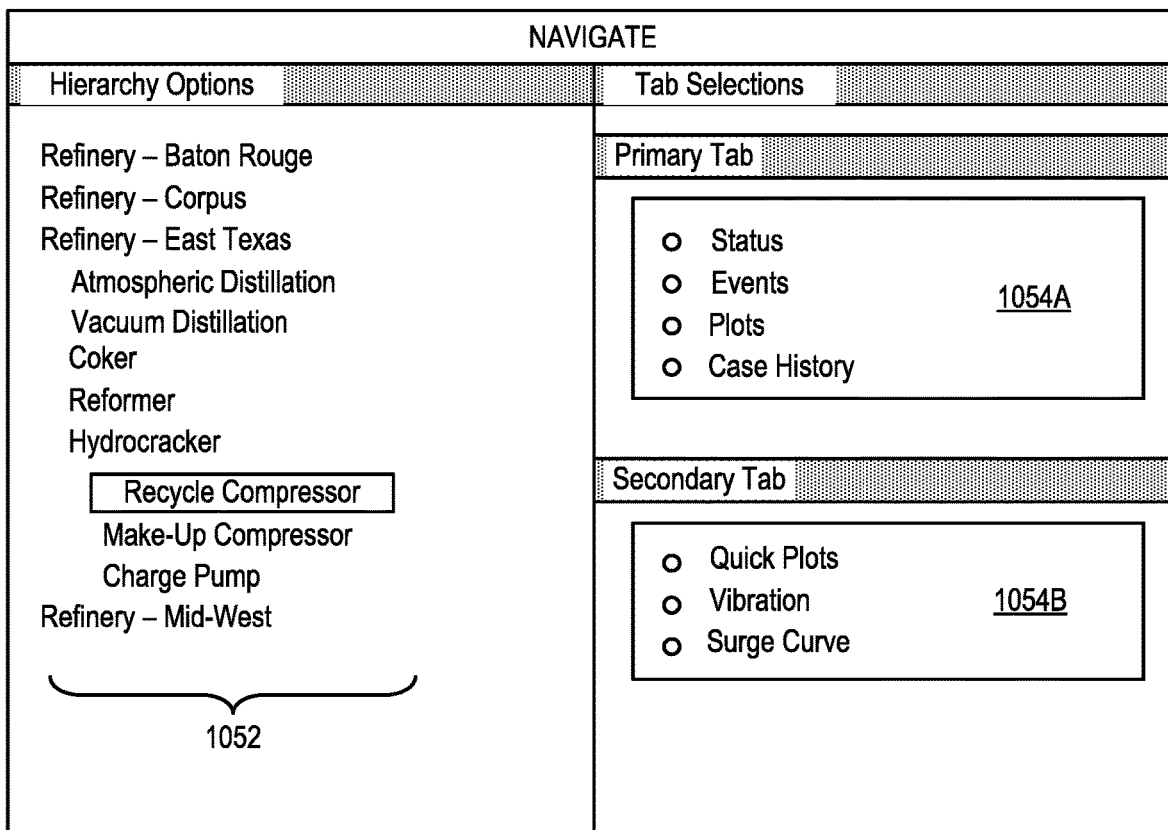 NAVIGATE
Hierarchy Options
Refinery – Baton Rouge
Refinery – Corpus
Refinery – East Texas
Atmospheric Distillation
Vacuum Distillation
Coker
Reformer
Hydrocracker
Recycle Compressor
Make-Up Compressor
Charge Pump
Refinery – Mid-West
1052
Tab Selections
Primary Tab
Status
Events
Plots
Case History
1054A
Secondary Tab
Quick Plots
Vibration
Surge Curve
1054B